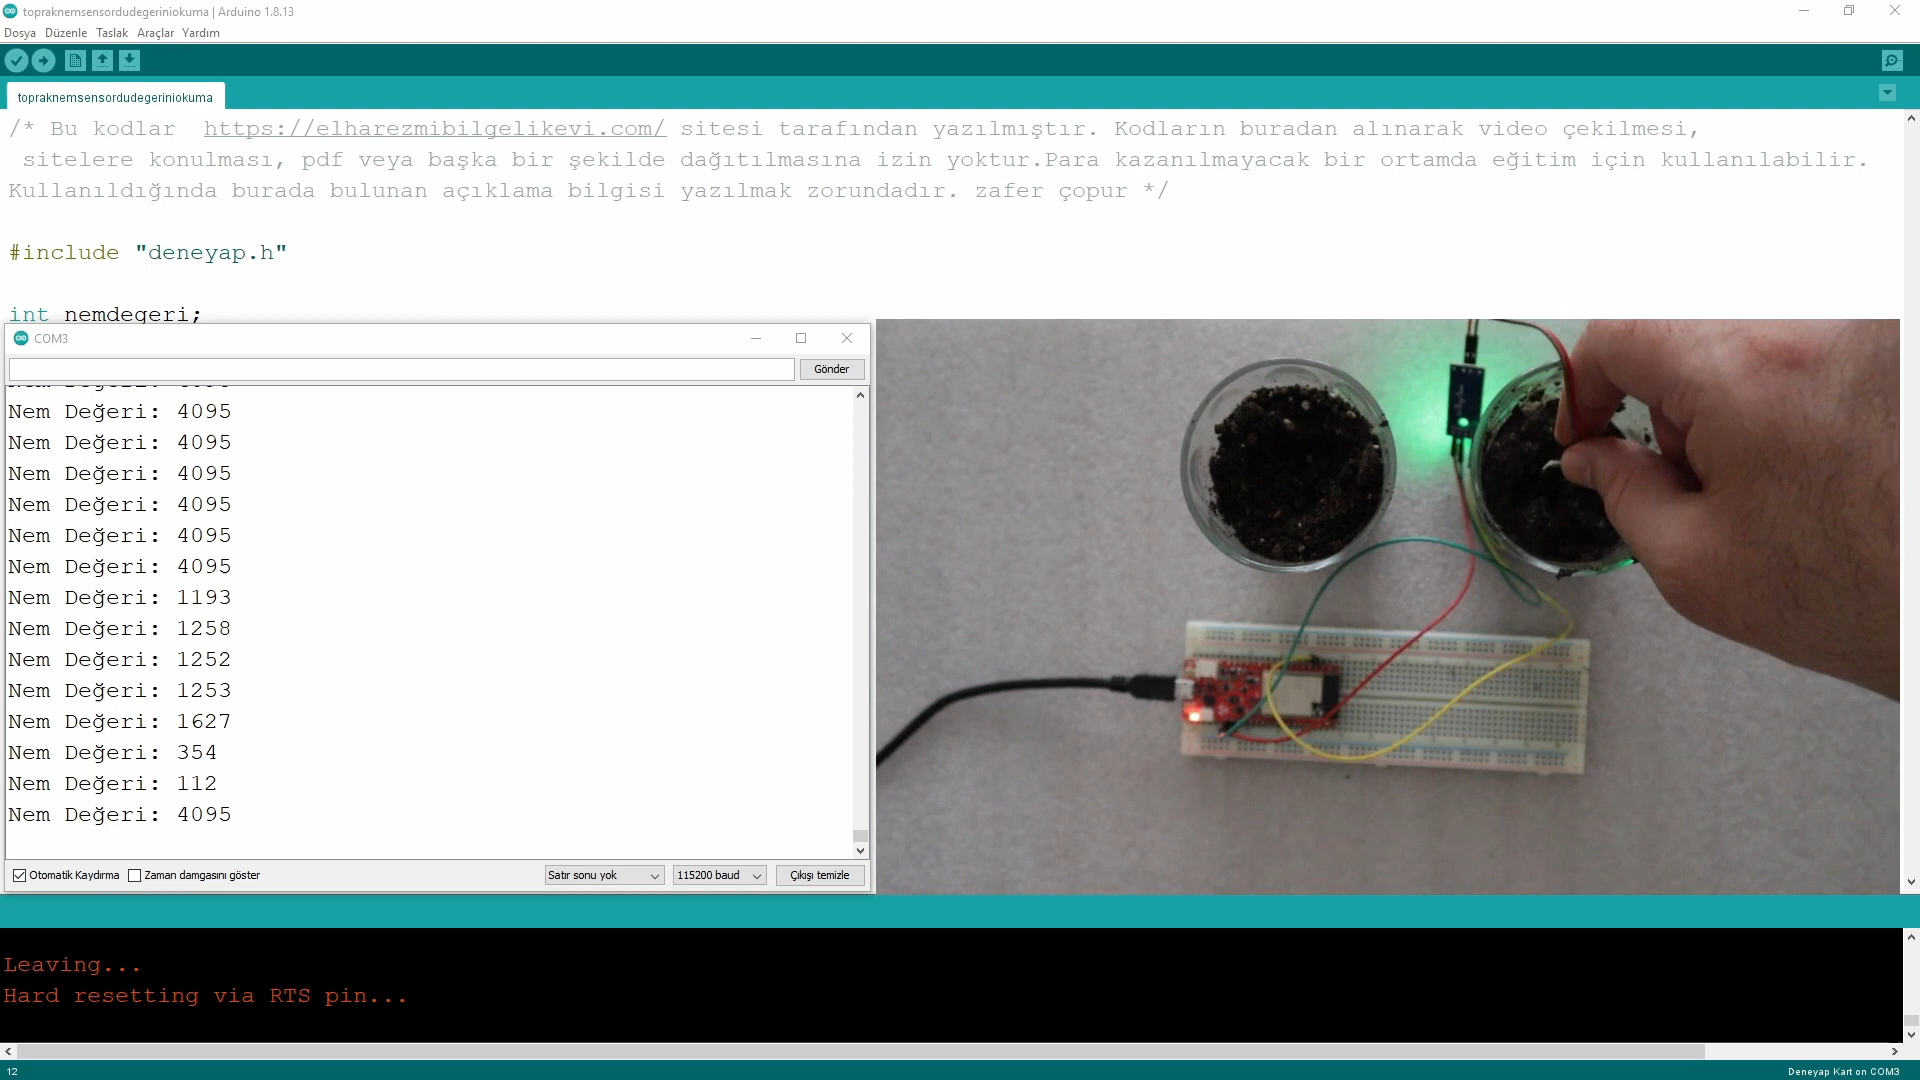 topraknemsensordudegeriniokuma | Arduino 1.8.13
Dosya Düzenle Taslak Araçlar Yardım
topraknemsensordudegeriniokuma
/* Bu kodlar  https://elharezmibilgelikevi.com/ sitesi tarafından yazılmıştır. Kodların buradan alınarak video çekilmesi,
sitelere konulması, pdf veya başka bir şekilde dağıtılmasına izin yoktur.Para kazanılmayacak bir ortamda eğitim için kullanılabilir.
Kullanıldığında burada bulunan açıklama bilgisi yazılmak zorundadır. zafer çopur */
#include "deneyap.h"
int nemdegeri;
COM3
Gönder
Nem Değeri: 4095
Nem Değeri: 4095
Nem Değeri: 4095
Nem Değeri: 4095
Nem Değeri: 4095
Nem Değeri: 4095
Nem Değeri: 1193
Nem Değeri: 1258
Nem Değeri: 1252
Nem Değeri: 1253
Nem Değeri: 1627
Nem Değeri: 354
Nem Değeri: 112
Nem Değeri: 4095
Otomatik Kaydırma Zaman damgasını göster Satır sonu yok 115200 baud Çıkışı temizle
Leaving...
Hard resetting via RTS pin...
12 Deneyap Kart on COM3